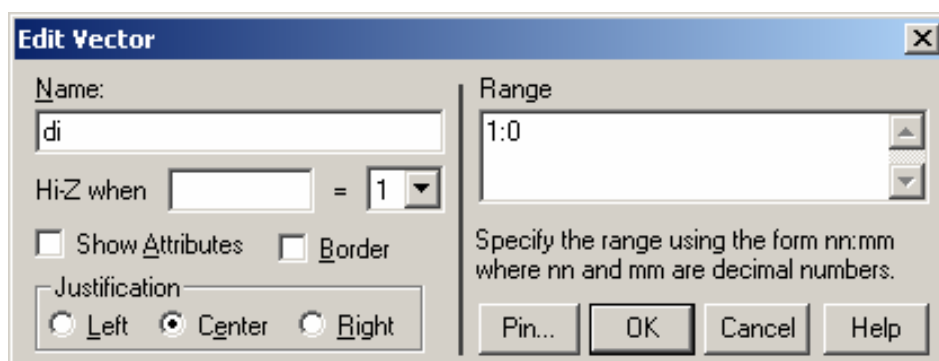 Edit Vector
Name:
di
Hi-Z when = 1
Show Attributes Border
Justification
Left Center Right
Range
1:0
Specify the range using the form nn:mm
where nn and mm are decimal numbers.
Pin... OK Cancel Help